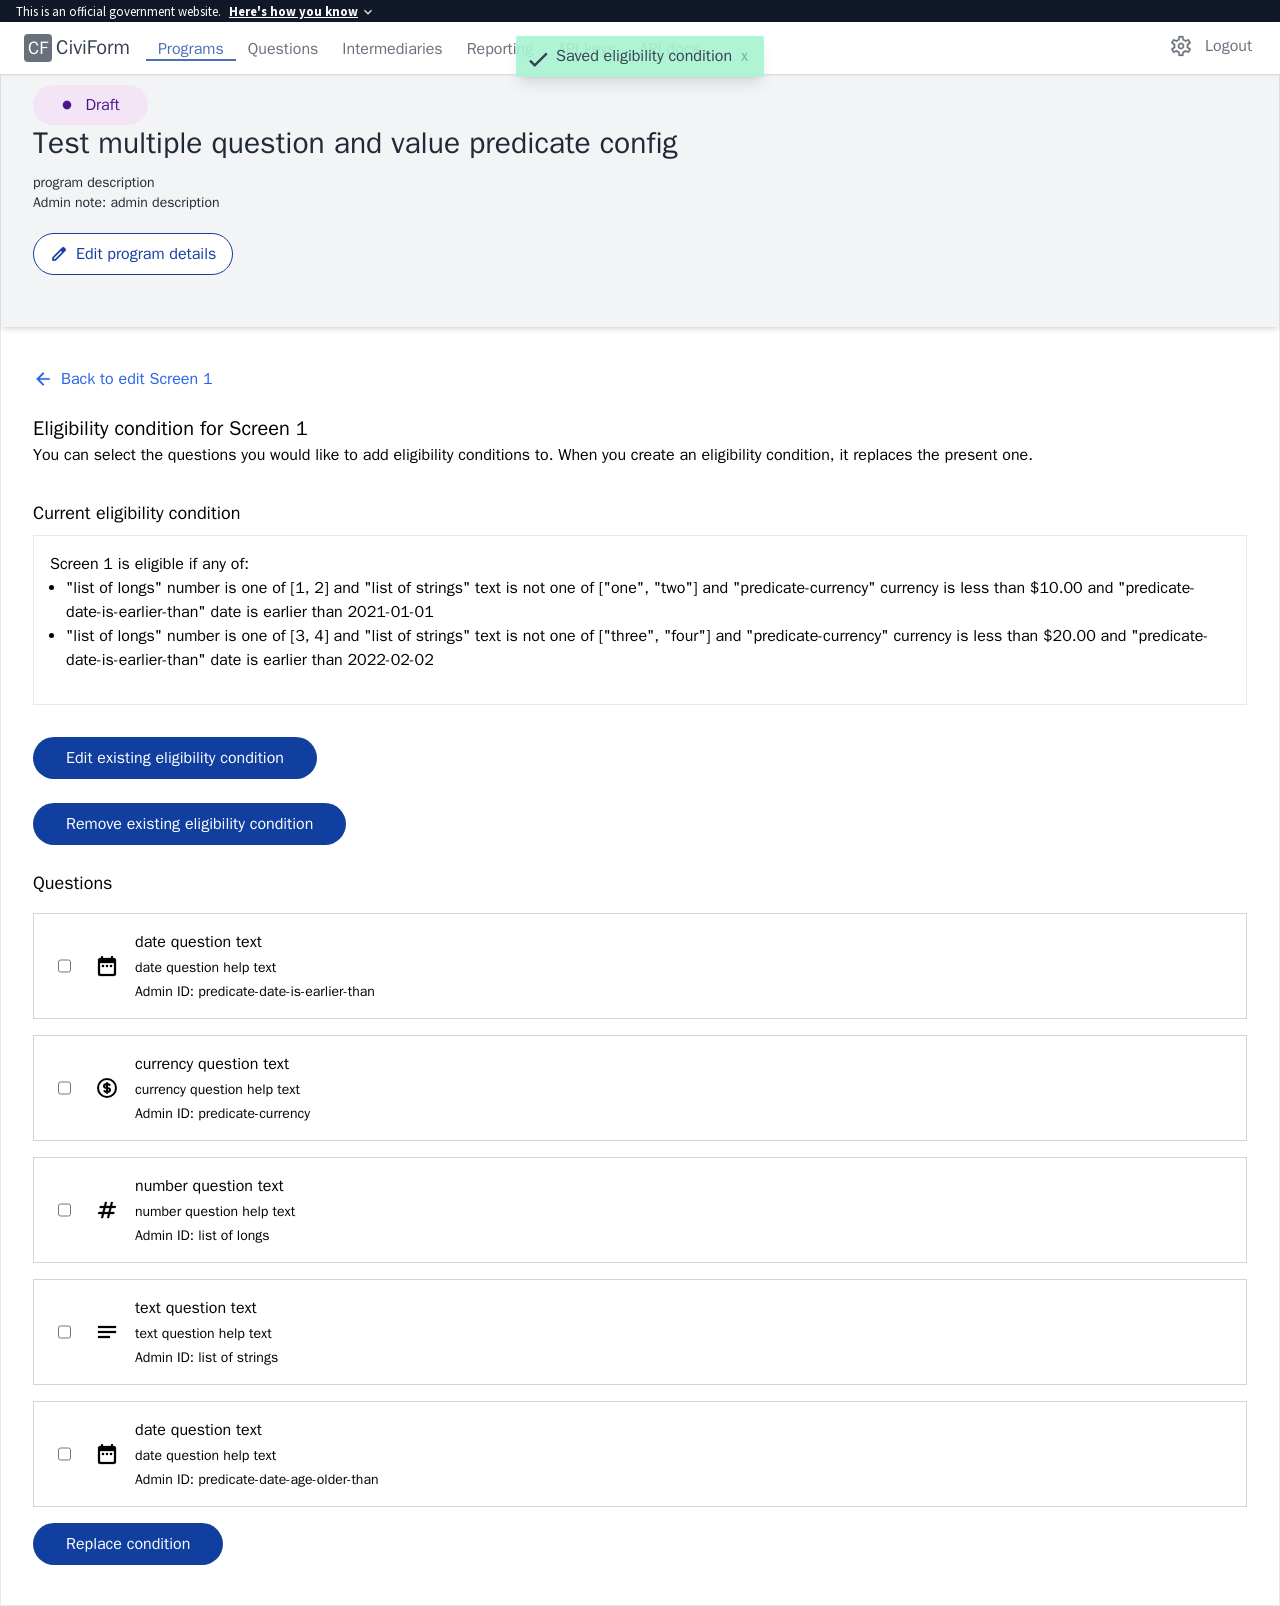 This is an official government website. Here's how you know
CF CiviForm Programs Questions Intermediaries Reporting Logout
Saved eligibility condition x
Draft
Test multiple question and value predicate config
program description
Admin note: admin description
Edit program details
Back to edit Screen 1
Eligibility condition for Screen 1
You can select the questions you would like to add eligibility conditions to. When you create an eligibility condition, it replaces the present one.
Current eligibility condition
Screen 1 is eligible if any of:
"list of longs" number is one of [1, 2] and "list of strings" text is not one of ["one", "two"] and "predicate-currency" currency is less than $10.00 and "predicate-
date-is-earlier-than" date is earlier than 2021-01-01
"list of longs" number is one of [3, 4] and "list of strings" text is not one of ["three", "four"] and "predicate-currency" currency is less than $20.00 and "predicate-
date-is-earlier-than" date is earlier than 2022-02-02
Edit existing eligibility condition
Remove existing eligibility condition
Questions
date question text
date question help text
Admin ID: predicate-date-is-earlier-than
currency question text
currency question help text
Admin ID: predicate-currency
number question text
number question help text
Admin ID: list of longs
text question text
text question help text
Admin ID: list of strings
date question text
date question help text
Admin ID: predicate-date-age-older-than
Replace condition